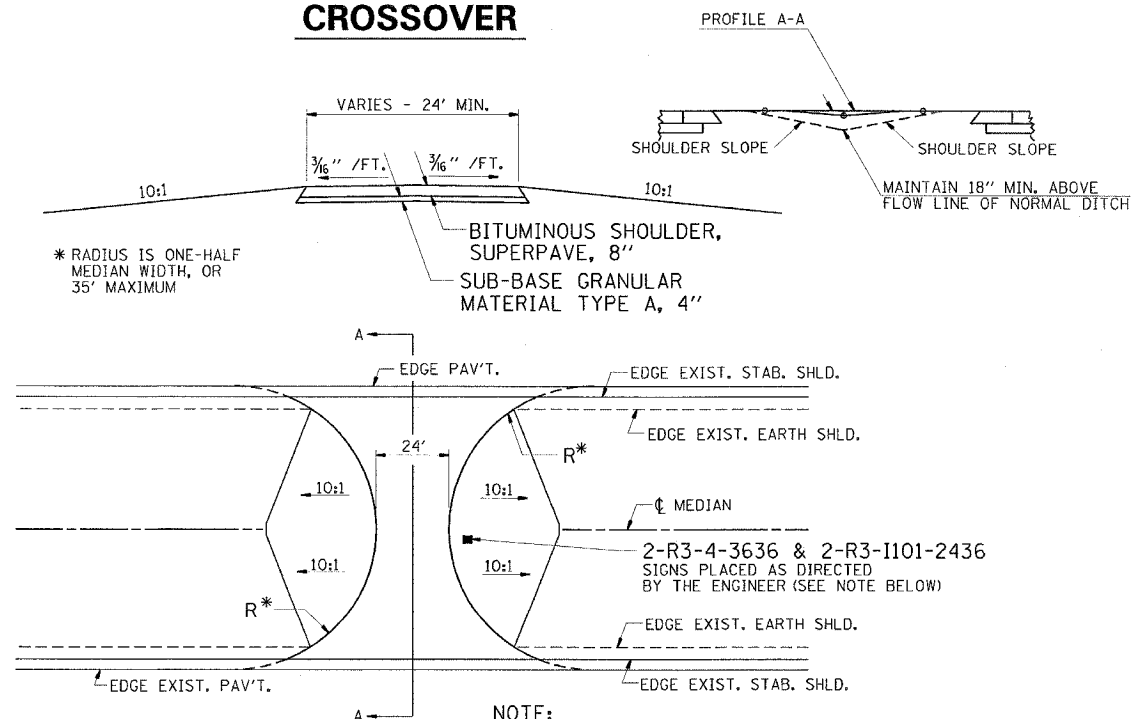 CROSSOVER
PROFILE A-A
VARIES - 24' MIN.
3/16" /FT.
3/16" /FT.
10:1
10:1
SHOULDER SLOPE
SHOULDER SLOPE
MAINTAIN 18" MIN. ABOVE
FLOW LINE OF NORMAL DITCH
BITUMINOUS SHOULDER,
SUPERPAVE, 8"
* RADIUS IS ONE-HALF
MEDIAN WIDTH, OR
35' MAXIMUM
SUB-BASE GRANULAR
MATERIAL TYPE A, 4"
A
EDGE PAV'T.
EDGE EXIST. STAB. SHLD.
EDGE EXIST. EARTH SHLD.
24'
R*
10:1
10:1
℄ MEDIAN
2-R3-4-3636 & 2-R3-I101-2436
SIGNS PLACED AS DIRECTED
BY THE ENGINEER (SEE NOTE BELOW)
10:1
10:1
R*
EDGE EXIST. EARTH SHLD.
EDGE EXIST. PAV'T.
EDGE EXIST. STAB. SHLD.
A
NOTE: